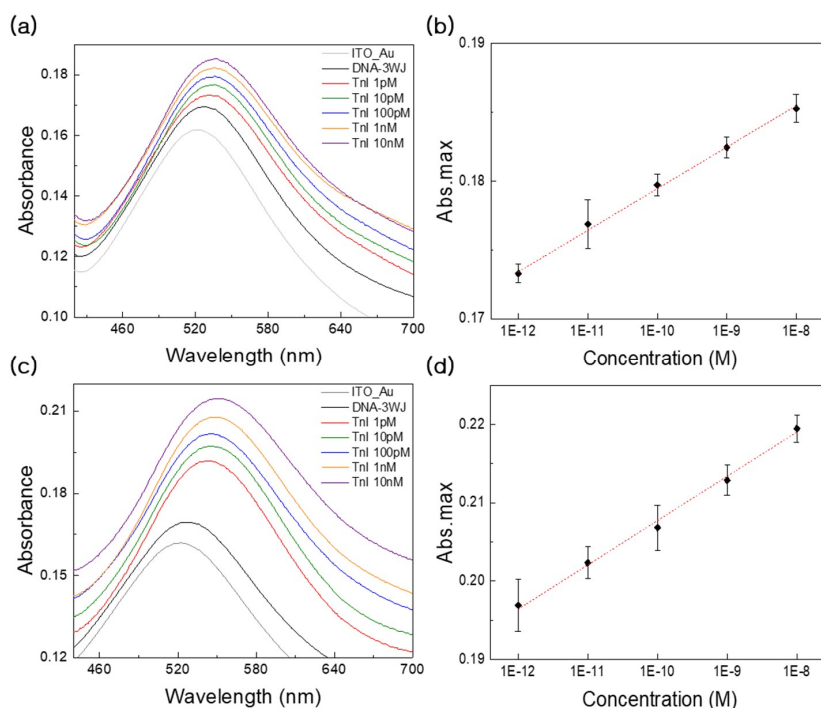 (a)
Absorbance
0.18
0.16
0.14
0.12
0.10
460 520 580 640 700
Wavelength (nm)
ITO_Au
DNA-3WJ
TnI 1pM
TnI 10pM
TnI 100pM
TnI 1nM
TnI 10nM
(b)
Abs.max
0.19
0.18
0.17
1E-12 1E-11 1E-10 1E-9 1E-8
Concentration (M)
(c)
Absorbance
0.21
0.18
0.15
0.12
460 520 580 640 700
Wavelength (nm)
ITO_Au
DNA-3WJ
TnI 1pM
TnI 10pM
TnI 100pM
TnI 1nM
TnI 10nM
(d)
Abs.max
0.22
0.21
0.20
0.19
1E-12 1E-11 1E-10 1E-9 1E-8
Concentration (M)